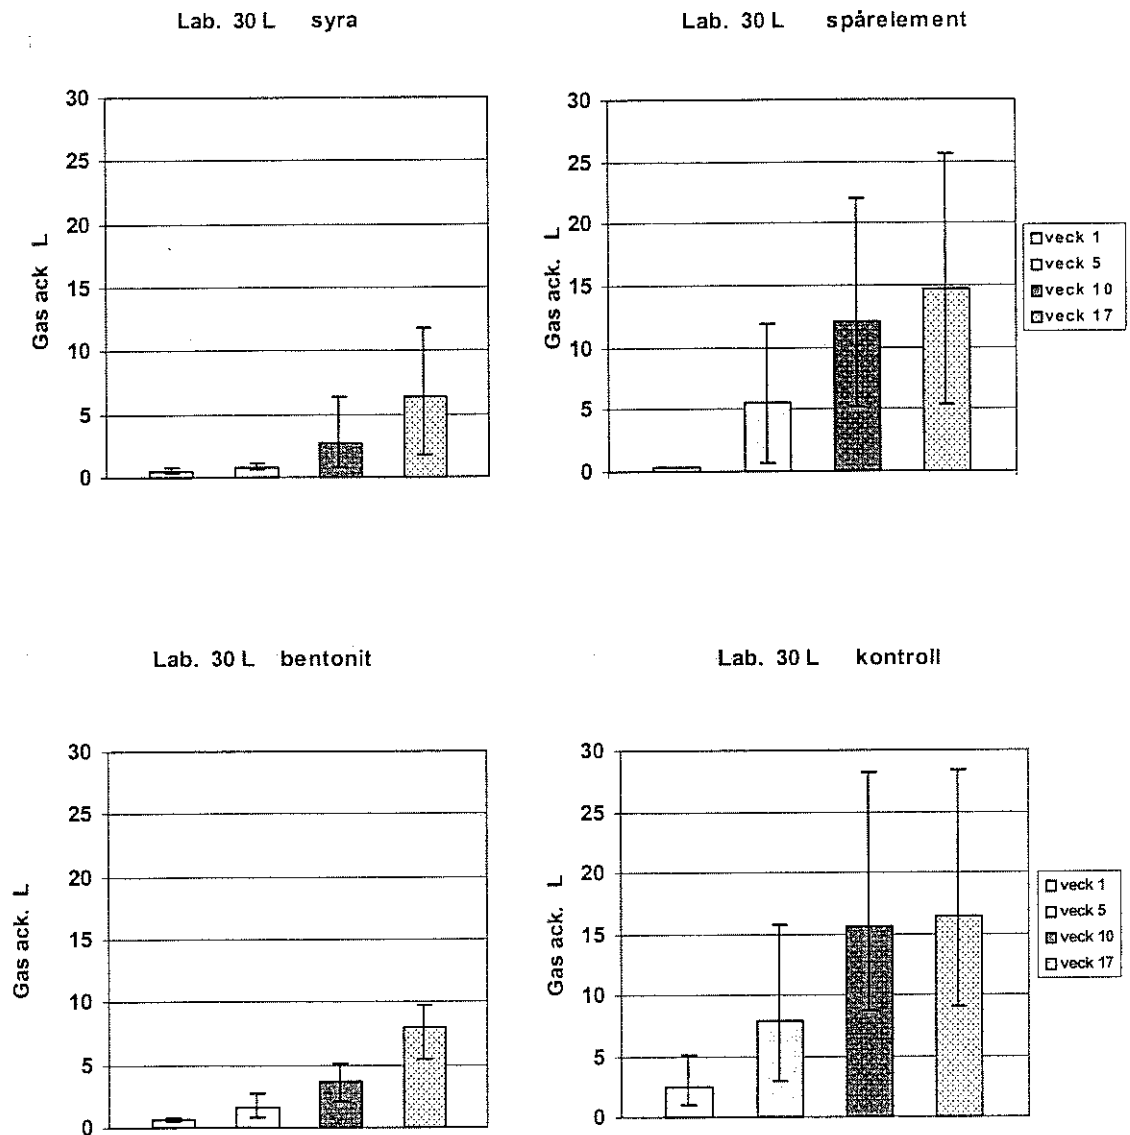 Lab. 30 L syra
30
25
20
15
10
5
0
Gas ack L
Lab. 30 L spårelement
30
25
20
15
10
5
0
Gas ack. L
veck 1
veck 5
veck 10
veck 17
Lab. 30 L bentonit
30
25
20
15
10
5
0
Gas ack. L
Lab. 30 L kontroll
30
25
20
15
10
5
0
Gas ack. L
veck 1
veck 5
veck 10
veck 17